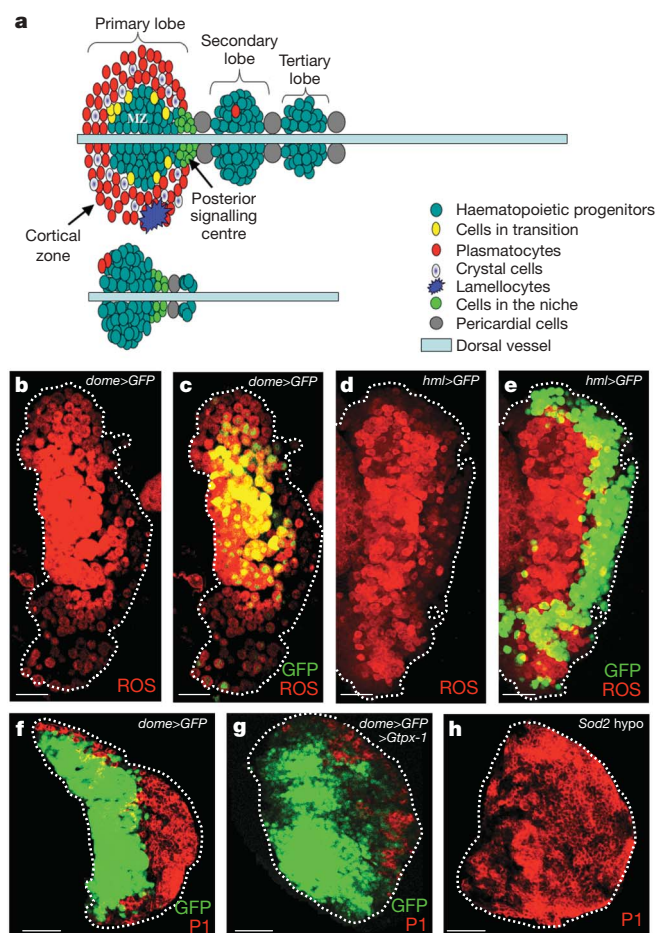 a
Primary lobe
Secondary
lobe
Tertiary
lobe
MZ
Posterior
signalling
centre
Cortical
zone
Haematopoietic progenitors
Cells in transition
Plasmatocytes
Crystal cells
Lamellocytes
Cells in the niche
Pericardial cells
Dorsal vessel
b dome>GFP
ROS
c dome>GFP
GFP
ROS
d hml>GFP
ROS
e hml>GFP
GFP
ROS
f dome>GFP
GFP
P1
g dome>GFP
>Gtpx-1
GFP
P1
h Sod2 hypo
P1